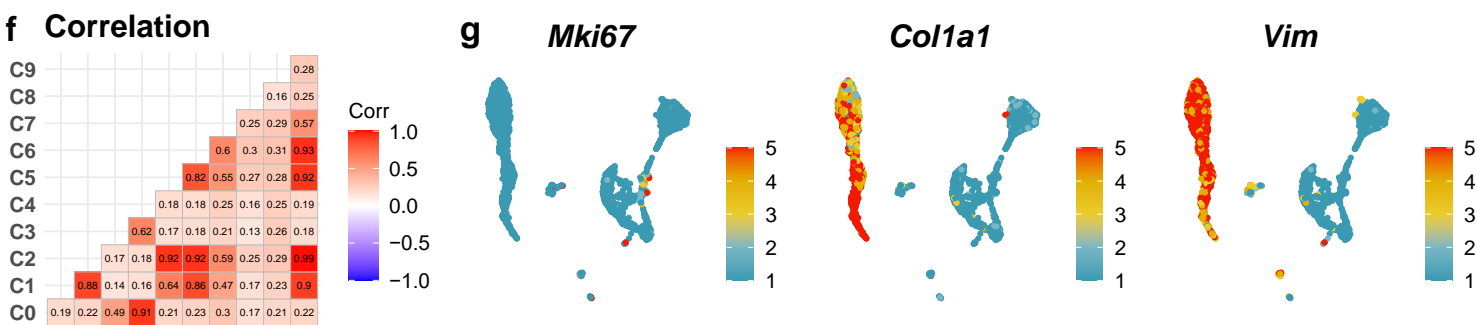 f Correlation
C9 0.28
C8 0.16 0.25
C7 0.25 0.29 0.57
C6 0.6 0.3 0.31 0.93
C5 0.82 0.55 0.27 0.28 0.92
C4 0.18 0.18 0.25 0.16 0.25 0.19
C3 0.62 0.17 0.18 0.21 0.13 0.26 0.18
C2 0.17 0.18 0.92 0.92 0.59 0.25 0.29 0.99
C1 0.88 0.14 0.16 0.64 0.86 0.47 0.17 0.23 0.9
C0 0.19 0.22 0.49 0.91 0.21 0.23 0.3 0.17 0.21 0.22
Corr
1.0
0.5
0.0
−0.5
−1.0
g Mki67
5
4
3
2
1
Col1a1
5
4
3
2
1
Vim
5
4
3
2
1